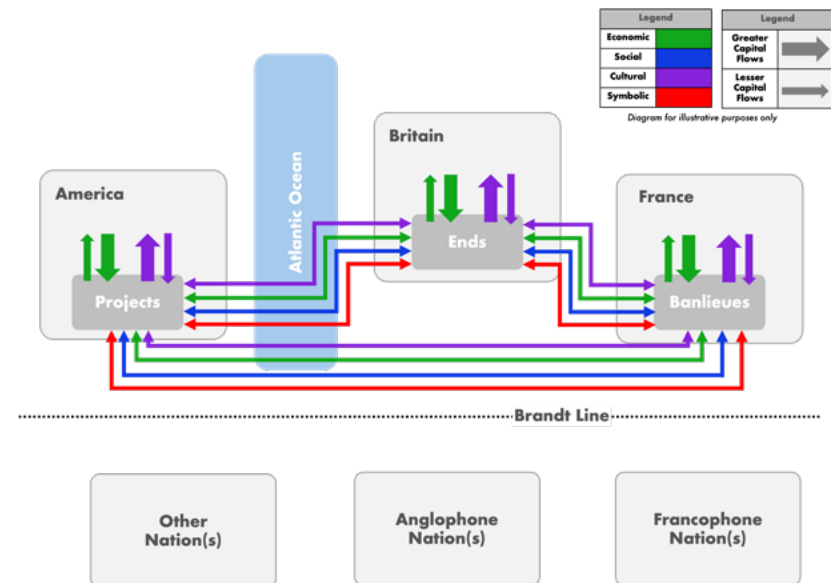 Legend
Economic
Social
Cultural
Symbolic
Legend
Greater
Capital
Flows
Lesser
Capital
Flows
Diagram for illustrative purposes only
Britain
America
Atlantic Ocean
France
Ends
Projects
Banlieues
Brandt Line
Other
Nation(s)
Anglophone
Nation(s)
Francophone
Nation(s)